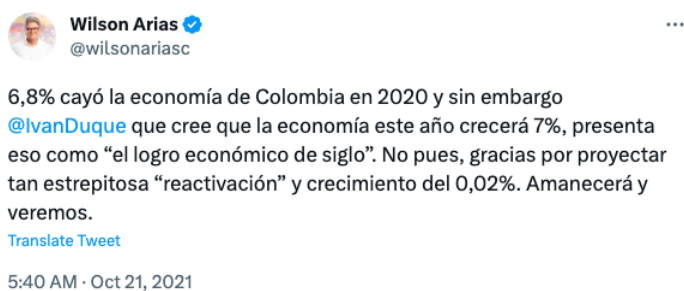 Wilson Arias
@wilsonariasc
6,8% cayó la economía de Colombia en 2020 y sin embargo
@IvanDuque que cree que la economía este año crecerá 7%, presenta
eso como “el logro económico de siglo”. No pues, gracias por proyectar
tan estrepitosa “reactivación” y crecimiento del 0,02%. Amanecerá y
veremos.
Translate Tweet
5:40 AM · Oct 21, 2021